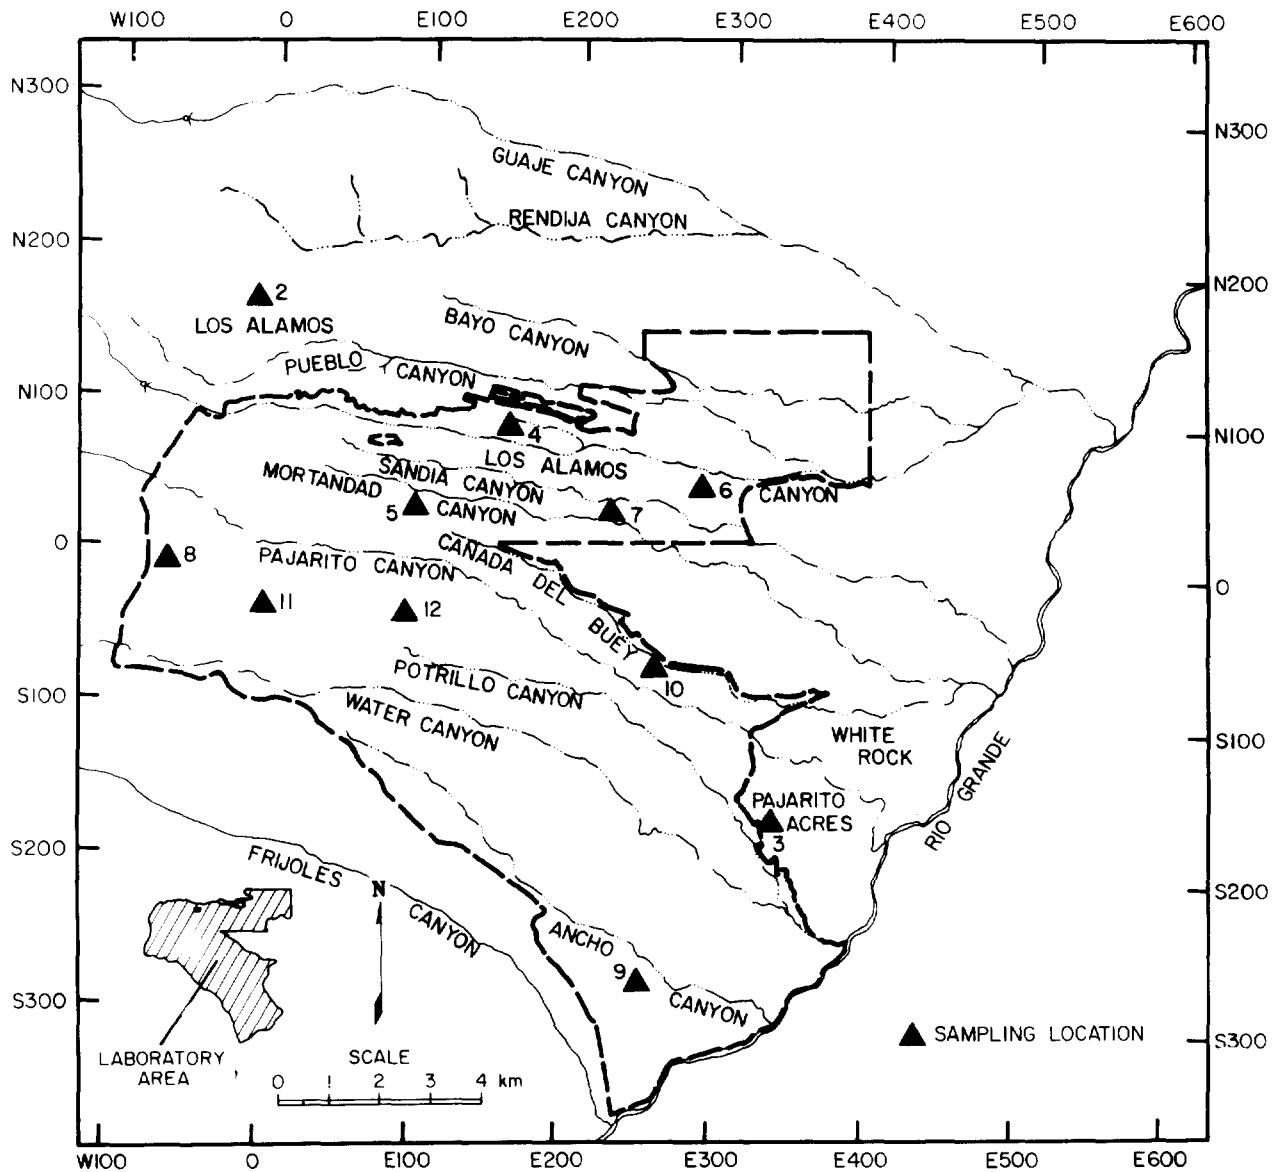 W100 0 E100 E200 E300 E400 E500 E600
N300
N300
GUAJE CANYON
RENDIJA CANYON
N200
N200
2
LOS ALAMOS
BAYO CANYON
PUEBLO CANYON
N100
N100
4
LOS ALAMOS
CANYON
SANDIA CANYON
MORTANDAD
CANYON
5
6
7
0
0
8
PAJARITO CANYON
CANADA DEL BUEY
11
12
10
POTRILLO CANYON
S100
S100
WATER CANYON
WHITE
ROCK
PAJARITO
ACRES
3
RIO GRANDE
S200
S200
FRIJOLES
CANYON
N
ANCHO
CANYON
9
S300
S300
SAMPLING LOCATION
LABORATORY
AREA
SCALE
0 1 2 3 4 km
W100 0 E100 E200 E300 E400 E500 E600